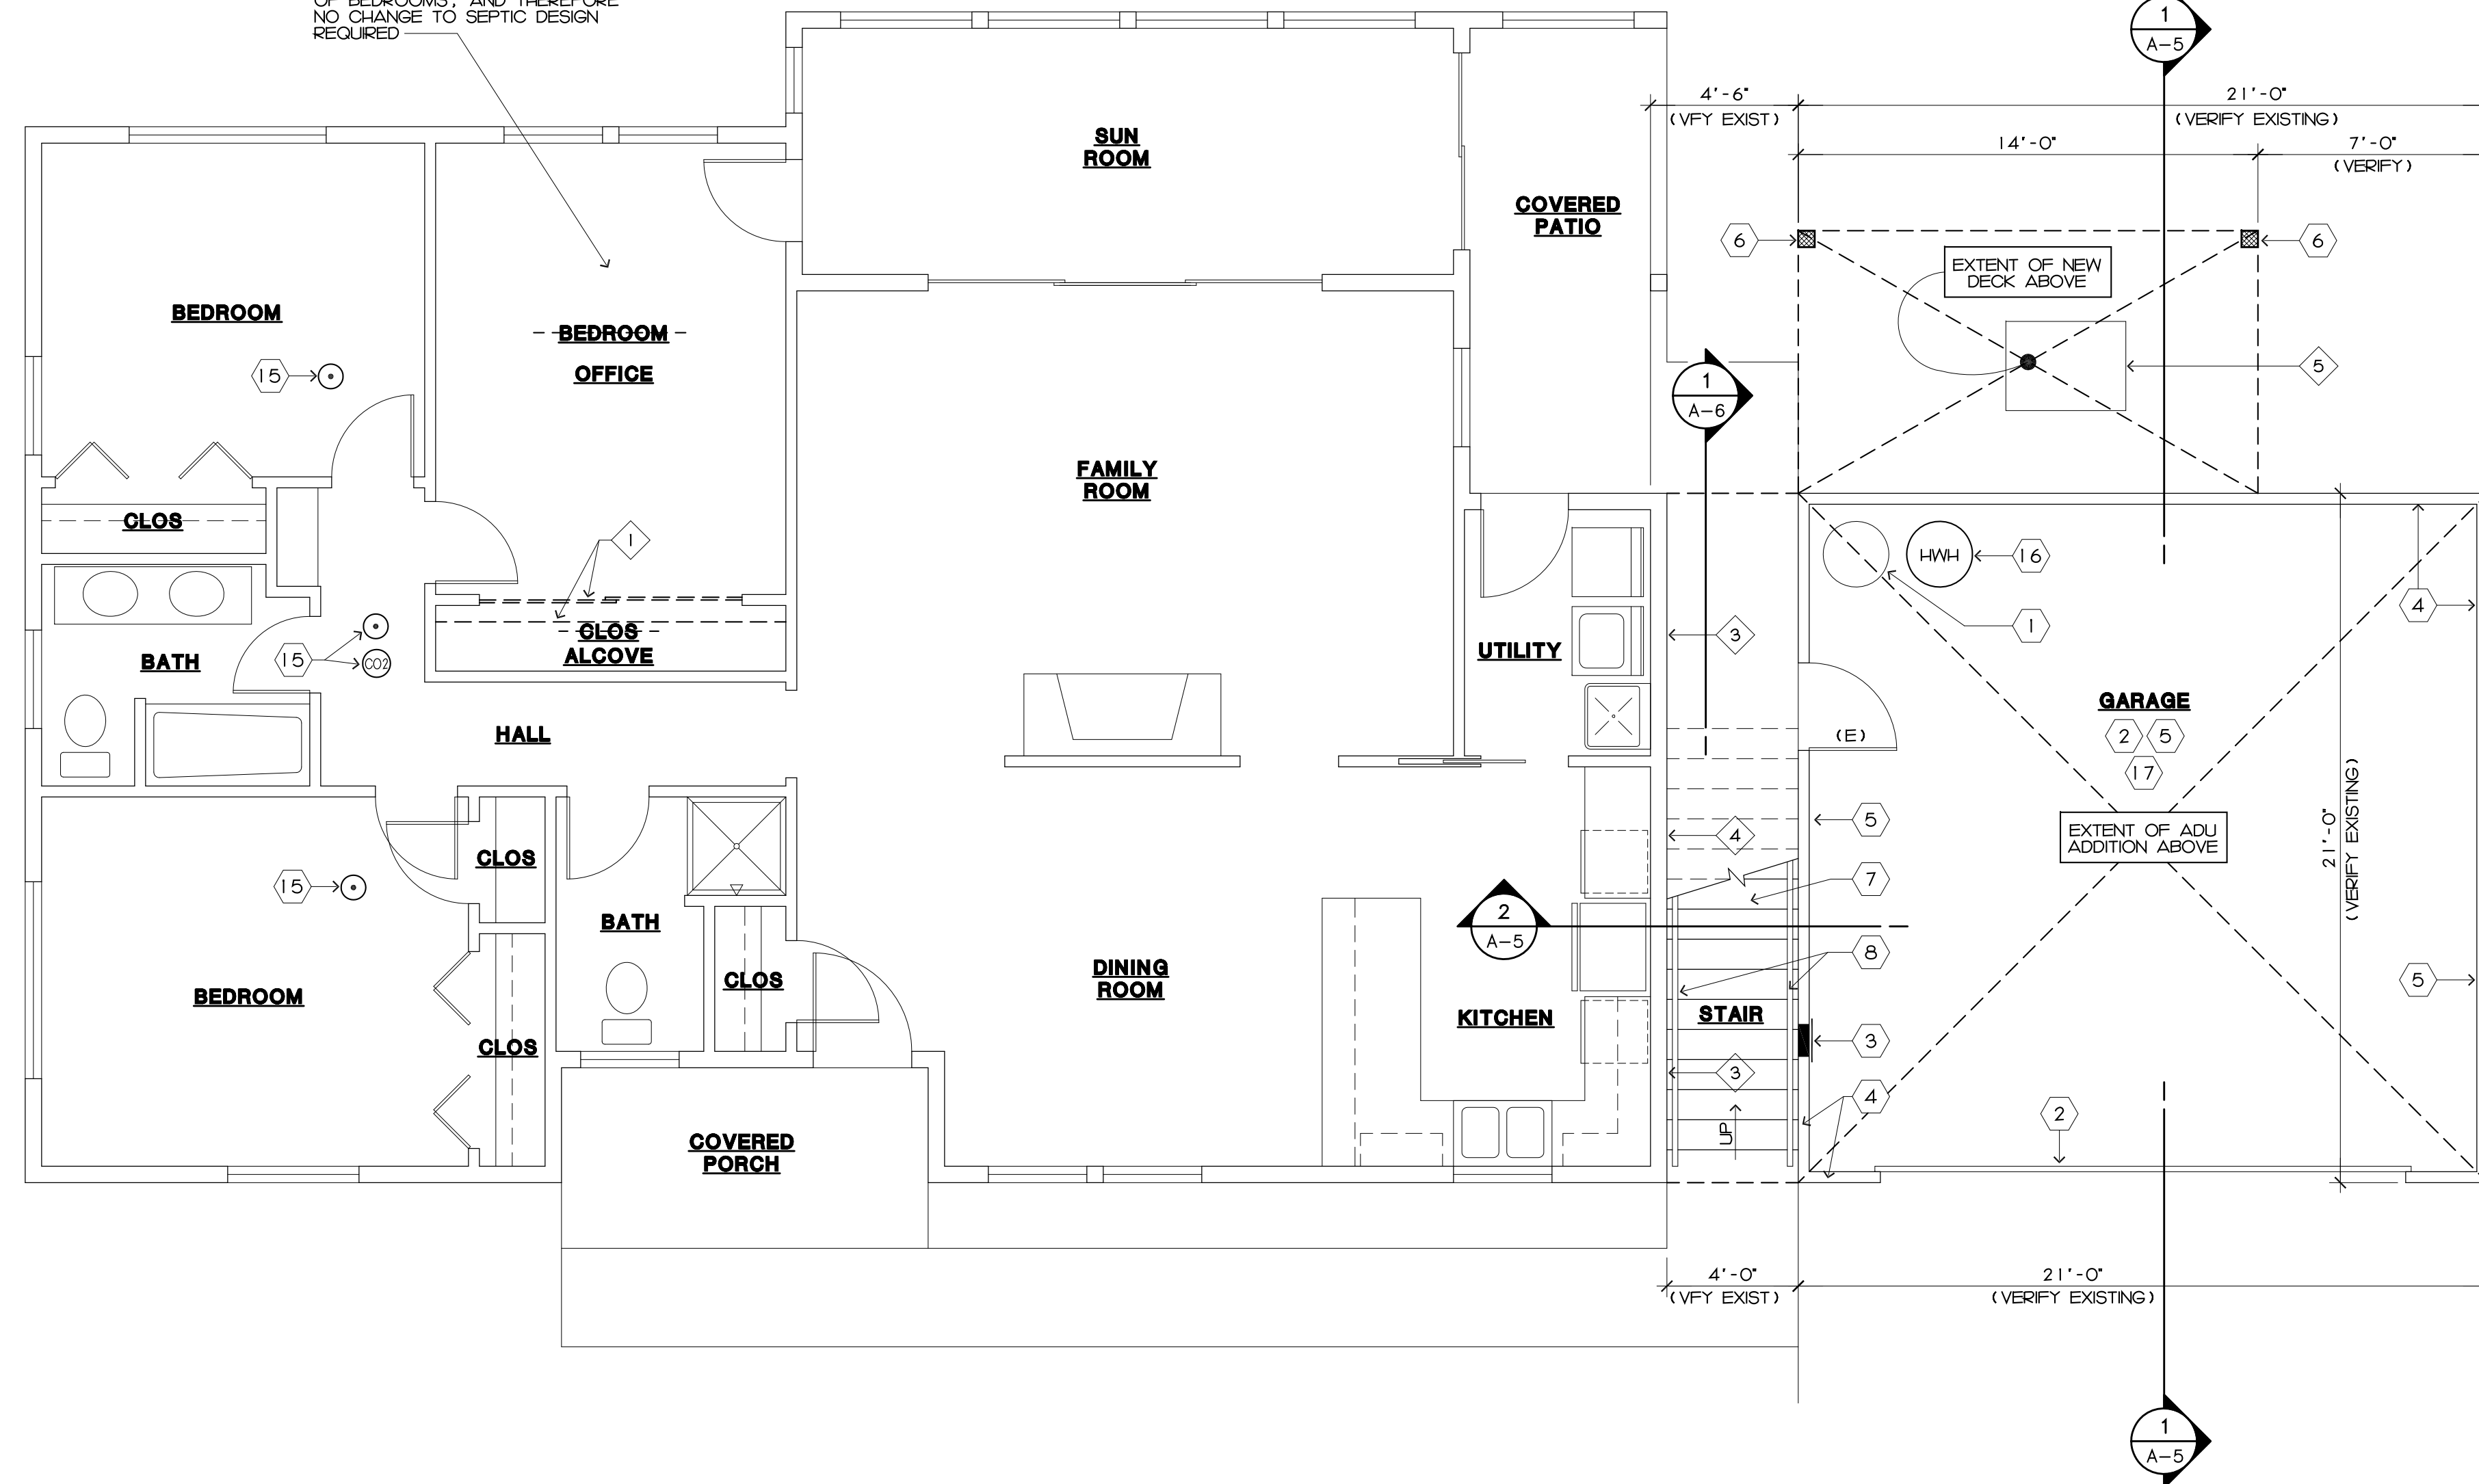 OF BEDROOMS, AND THEREFORE
NO CHANGE TO SEPTIC DESIGN
REQUIRED
1
A-5
4'-6"
(VFY EXIST)
21'-0"
(VERIFY EXISTING)
14'-0"
7'-0"
(VERIFY)
SUN
ROOM
COVERED
PATIO
6
6
EXTENT OF NEW
DECK ABOVE
5
BEDROOM
BEDROOM
OFFICE
15
1
A-6
FAMILY
ROOM
CLOS
1
HWH
16
4
1
CLOS
ALCOVE
BATH
15
CO2
UTILITY
3
GARAGE
2
5
17
HALL
(E)
21'-0"
(VERIFY EXISTING)
5
4
EXTENT OF ADU
ADDITION ABOVE
CLOS
15
7
BATH
2
A-5
8
CLOS
DINING
ROOM
5
BEDROOM
KITCHEN
STAIR
CLOS
3
3
4
2
UP
COVERED
PORCH
4'-0"
(VFY EXIST)
21'-0"
(VERIFY EXISTING)
1
A-5